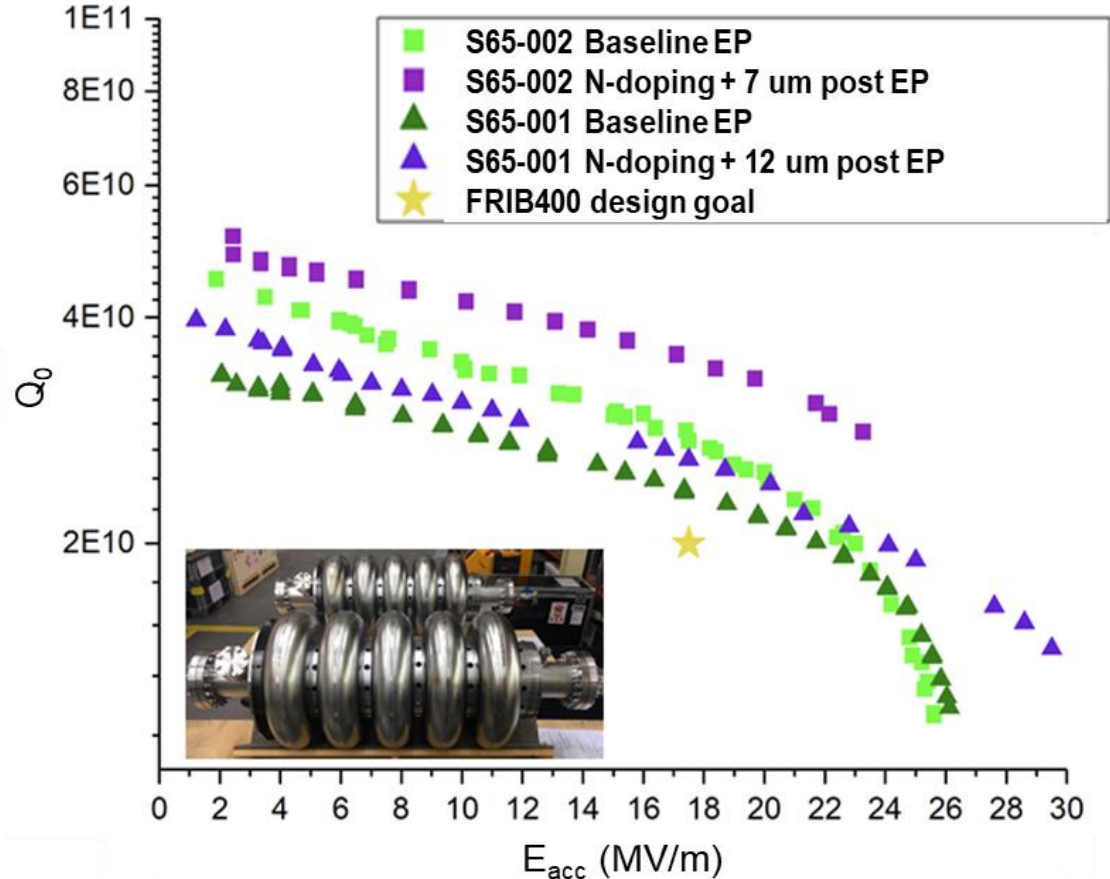 1E11
8E10
6E10
4E10
2E10
Q0
S65-002 Baseline EP
S65-002 N-doping + 7 um post EP
S65-001 Baseline EP
S65-001 N-doping + 12 um post EP
FRIB400 design goal
0 2 4 6 8 10 12 14 16 18 20 22 24 26 28 30
Eacc (MV/m)